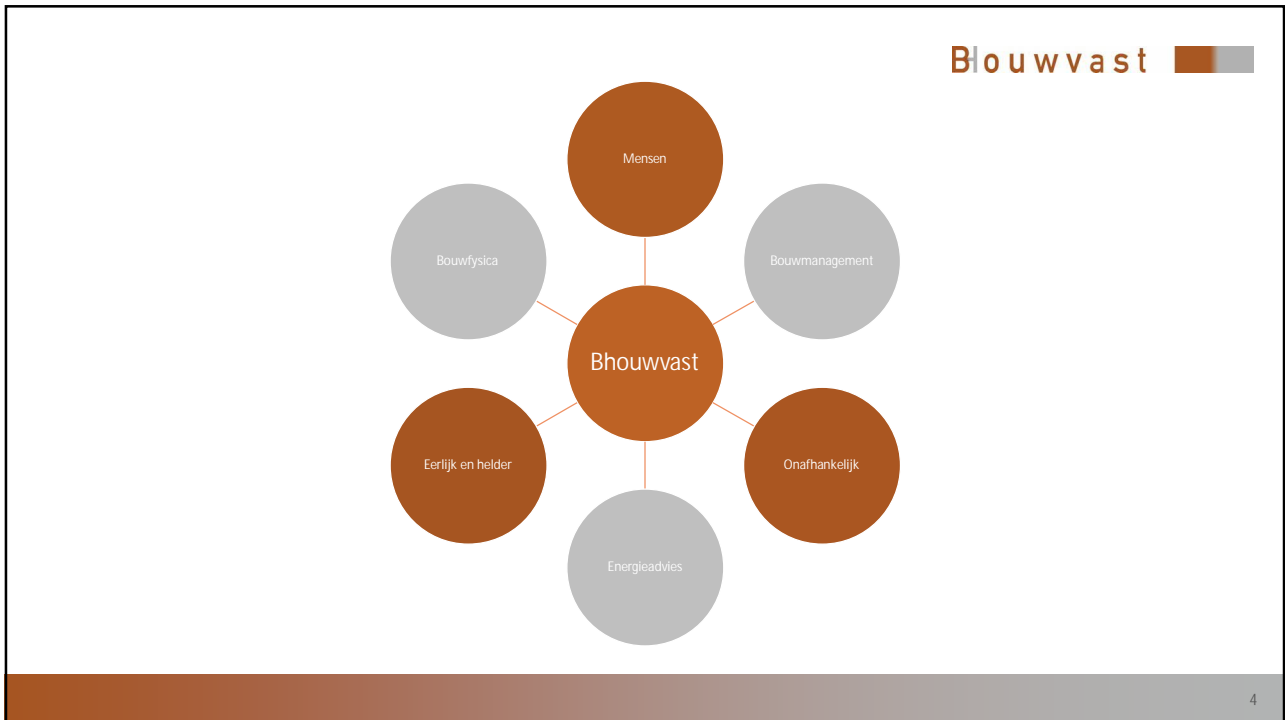 Bhouwvast
Mensen
Bouwfysica
Bouwmanagement
Bhouwvast
Eerlijk en helder
Onafhankelijk
Energieadvies
4